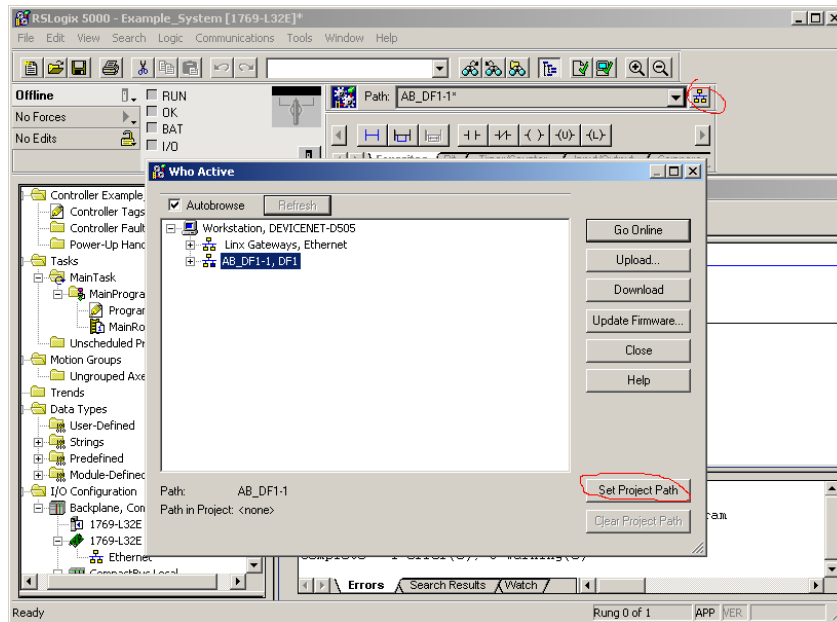 RSLogix 5000 - Example_System [1769-L32E]*
File Edit View Search Logic Communications Tools Window Help
Offline
RUN
Path: AB_DF1-1*
No Forces
OK
BAT
No Edits
I/O
Who Active
Autobrowse
Refresh
Workstation, DEVICENET-D505
Linx Gateways, Ethernet
AB_DF1-1, DF1
Go Online
Upload...
Download
Update Firmware...
Close
Help
Set Project Path
Clear Project Path
Path: AB_DF1-1
Path in Project: <none>
Controller Example_
Controller Tags
Controller Fault
Power-Up Hand
Tasks
MainTask
MainProgra
Program
MainRo
Unscheduled Pr
Motion Groups
Ungrouped Axe
Trends
Data Types
User-Defined
Strings
Predefined
Module-Defined
I/O Configuration
Backplane, Com
1769-L32E
1769-L32E
Ethernet
CompactBus Local
Errors Search Results Watch
Ready
Rung 0 of 1 APP VER